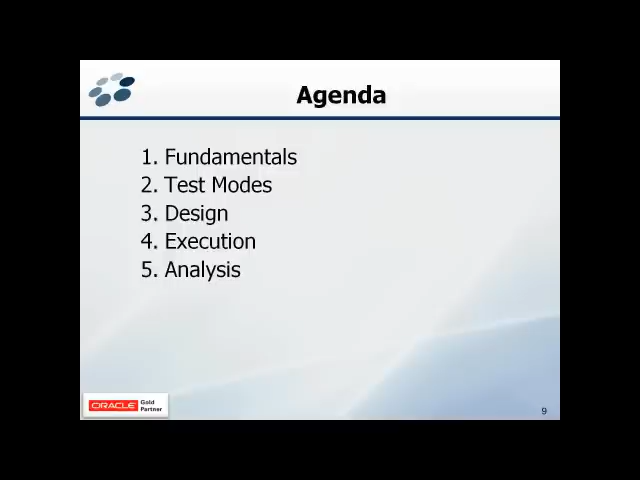 Agenda
1. Fundamentals
2. Test Modes
3. Design
4. Execution
5. Analysis
ORACLE Gold
Partner
9